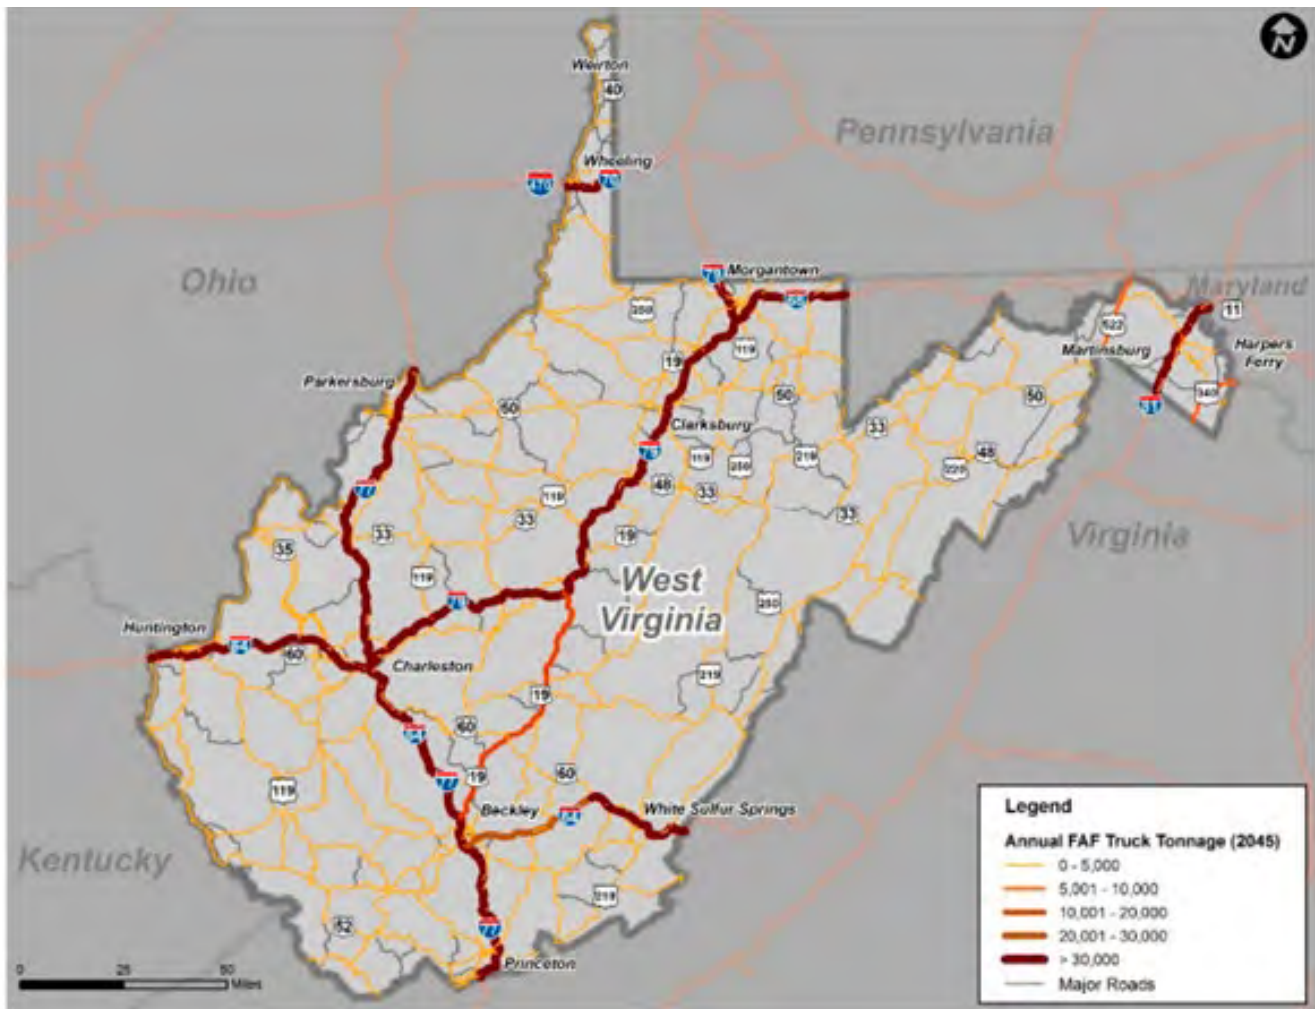 N
Weirton
40
Pennsylvania
Wheeling
470
70
Ohio
79
Morgantown
68
Maryland
11
250
522
119
19
Martinsburg
Harpers
Ferry
Parkersburg
50
50
50
340
81
Clarksburg
33
79
119
250
219
48
220
77
48
33
119
33
33
33
19
35
Virginia
119
West
Virginia
79
250
Huntington
64
60
Charleston
219
19
60
64
77
19
60
119
Beckley
64
White Sulfur Springs
Kentucky
219
52
77
Princeton
0
25
50
Miles
Legend
Annual FAF Truck Tonnage (2045)
0 - 5,000
5,001 - 10,000
10,001 - 20,000
20,001 - 30,000
> 30,000
Major Roads